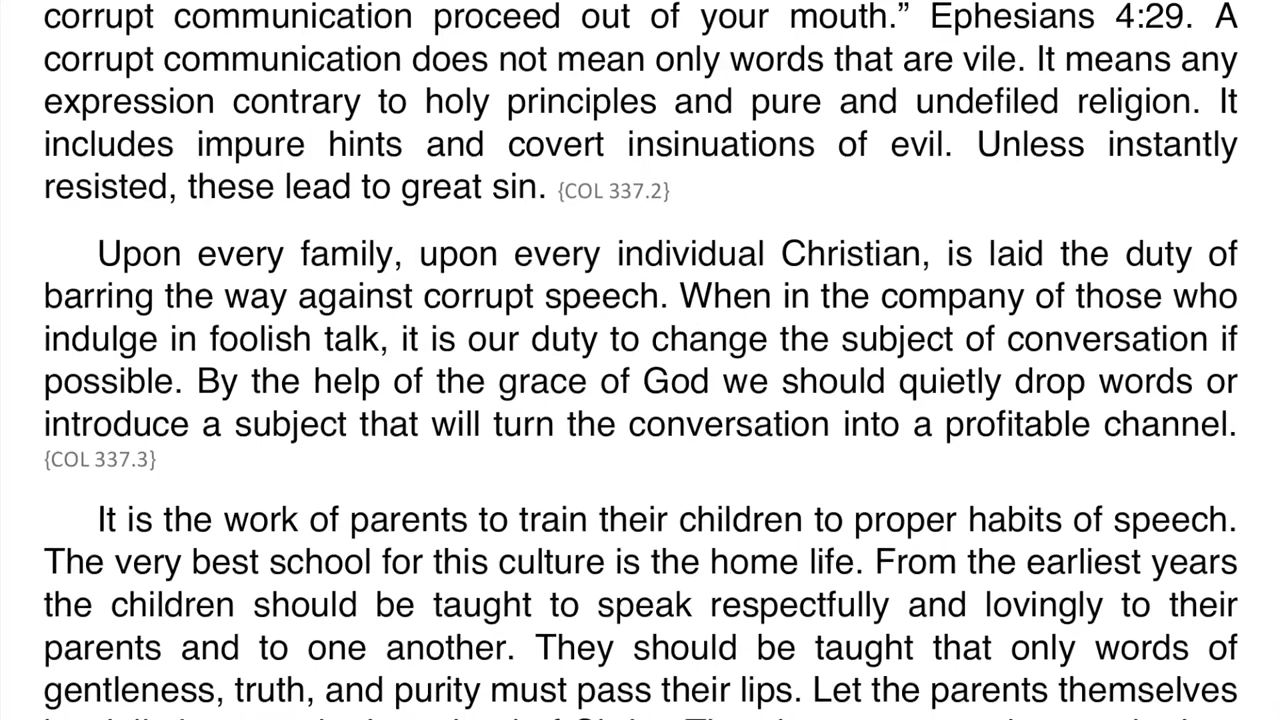 corrupt communication proceed out of your mouth.” Ephesians 4:29. A
corrupt communication does not mean only words that are vile. It means any
expression contrary to holy principles and pure and undefiled religion. It
includes impure hints and covert insinuations of evil. Unless instantly
resisted, these lead to great sin. {COL 337.2}
Upon every family, upon every individual Christian, is laid the duty of
barring the way against corrupt speech. When in the company of those who
indulge in foolish talk, it is our duty to change the subject of conversation if
possible. By the help of the grace of God we should quietly drop words or
introduce a subject that will turn the conversation into a profitable channel.
{COL 337.3}
It is the work of parents to train their children to proper habits of speech.
The very best school for this culture is the home life. From the earliest years
the children should be taught to speak respectfully and lovingly to their
parents and to one another. They should be taught that only words of
gentleness, truth, and purity must pass their lips. Let the parents themselves